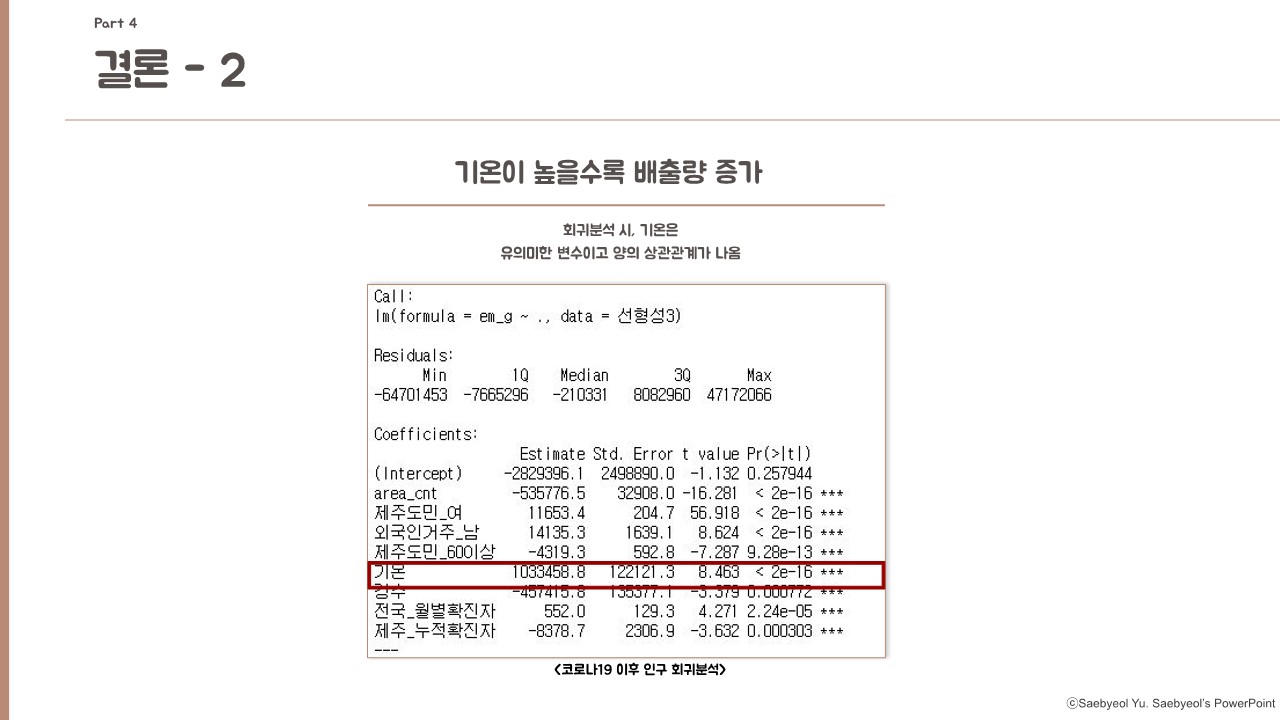 Part 4
결론 - 2
기온이 높을수록 배출량 증가
회귀분석 시, 기온은
유의미한 변수이고 양의 상관관계가 나옴
Call:
lm(formula = em_g ~ ., data = 선형성3)
Residuals:
Min 1Q Median 3Q Max
-64701453 -7665296 -210331 8082960 47172066
Coefficients:
Estimate Std. Error t value Pr(>|t|)
(Intercept) -2829396.1 2498890.0 -1.132 0.257944
area_cnt -535776.5 32908.0 -16.281 < 2e-16 ***
제주도민_여 11653.4 204.7 56.918 < 2e-16 ***
외국인거주_남 14135.3 1639.1 8.624 < 2e-16 ***
제주도민_60이상 -4319.3 592.8 -7.287 9.28e-13 ***
기온 1033458.8 122121.3 8.463 < 2e-16 ***
강수 -457415.8 135377.1 -3.379 0.000772 ***
전국_월별확진자 552.0 129.3 4.271 2.24e-05 ***
제주_누적확진자 -8378.7 2306.9 -3.632 0.000303 ***
---
<코로나19 이후 인구 회귀분석>
ⓒSaebyeol Yu. Saebyeol's PowerPoint